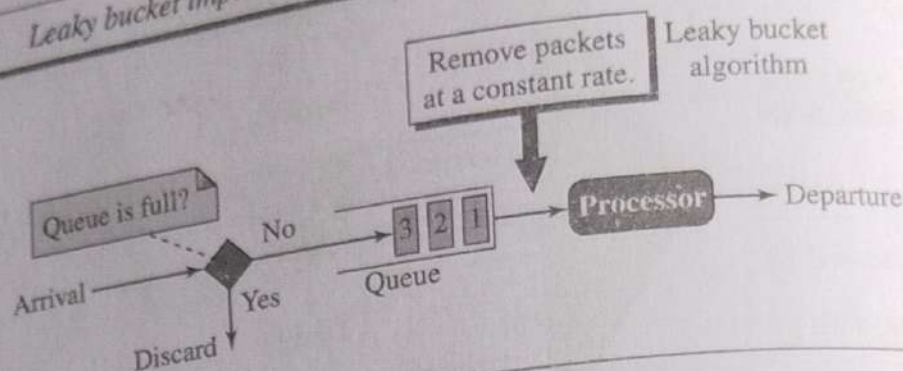 Leaky bucket
Remove packets
at a constant rate.
Leaky bucket
algorithm
Queue is full?
No
3 2 1
Processor
Departure
Arrival
Yes
Queue
Discard